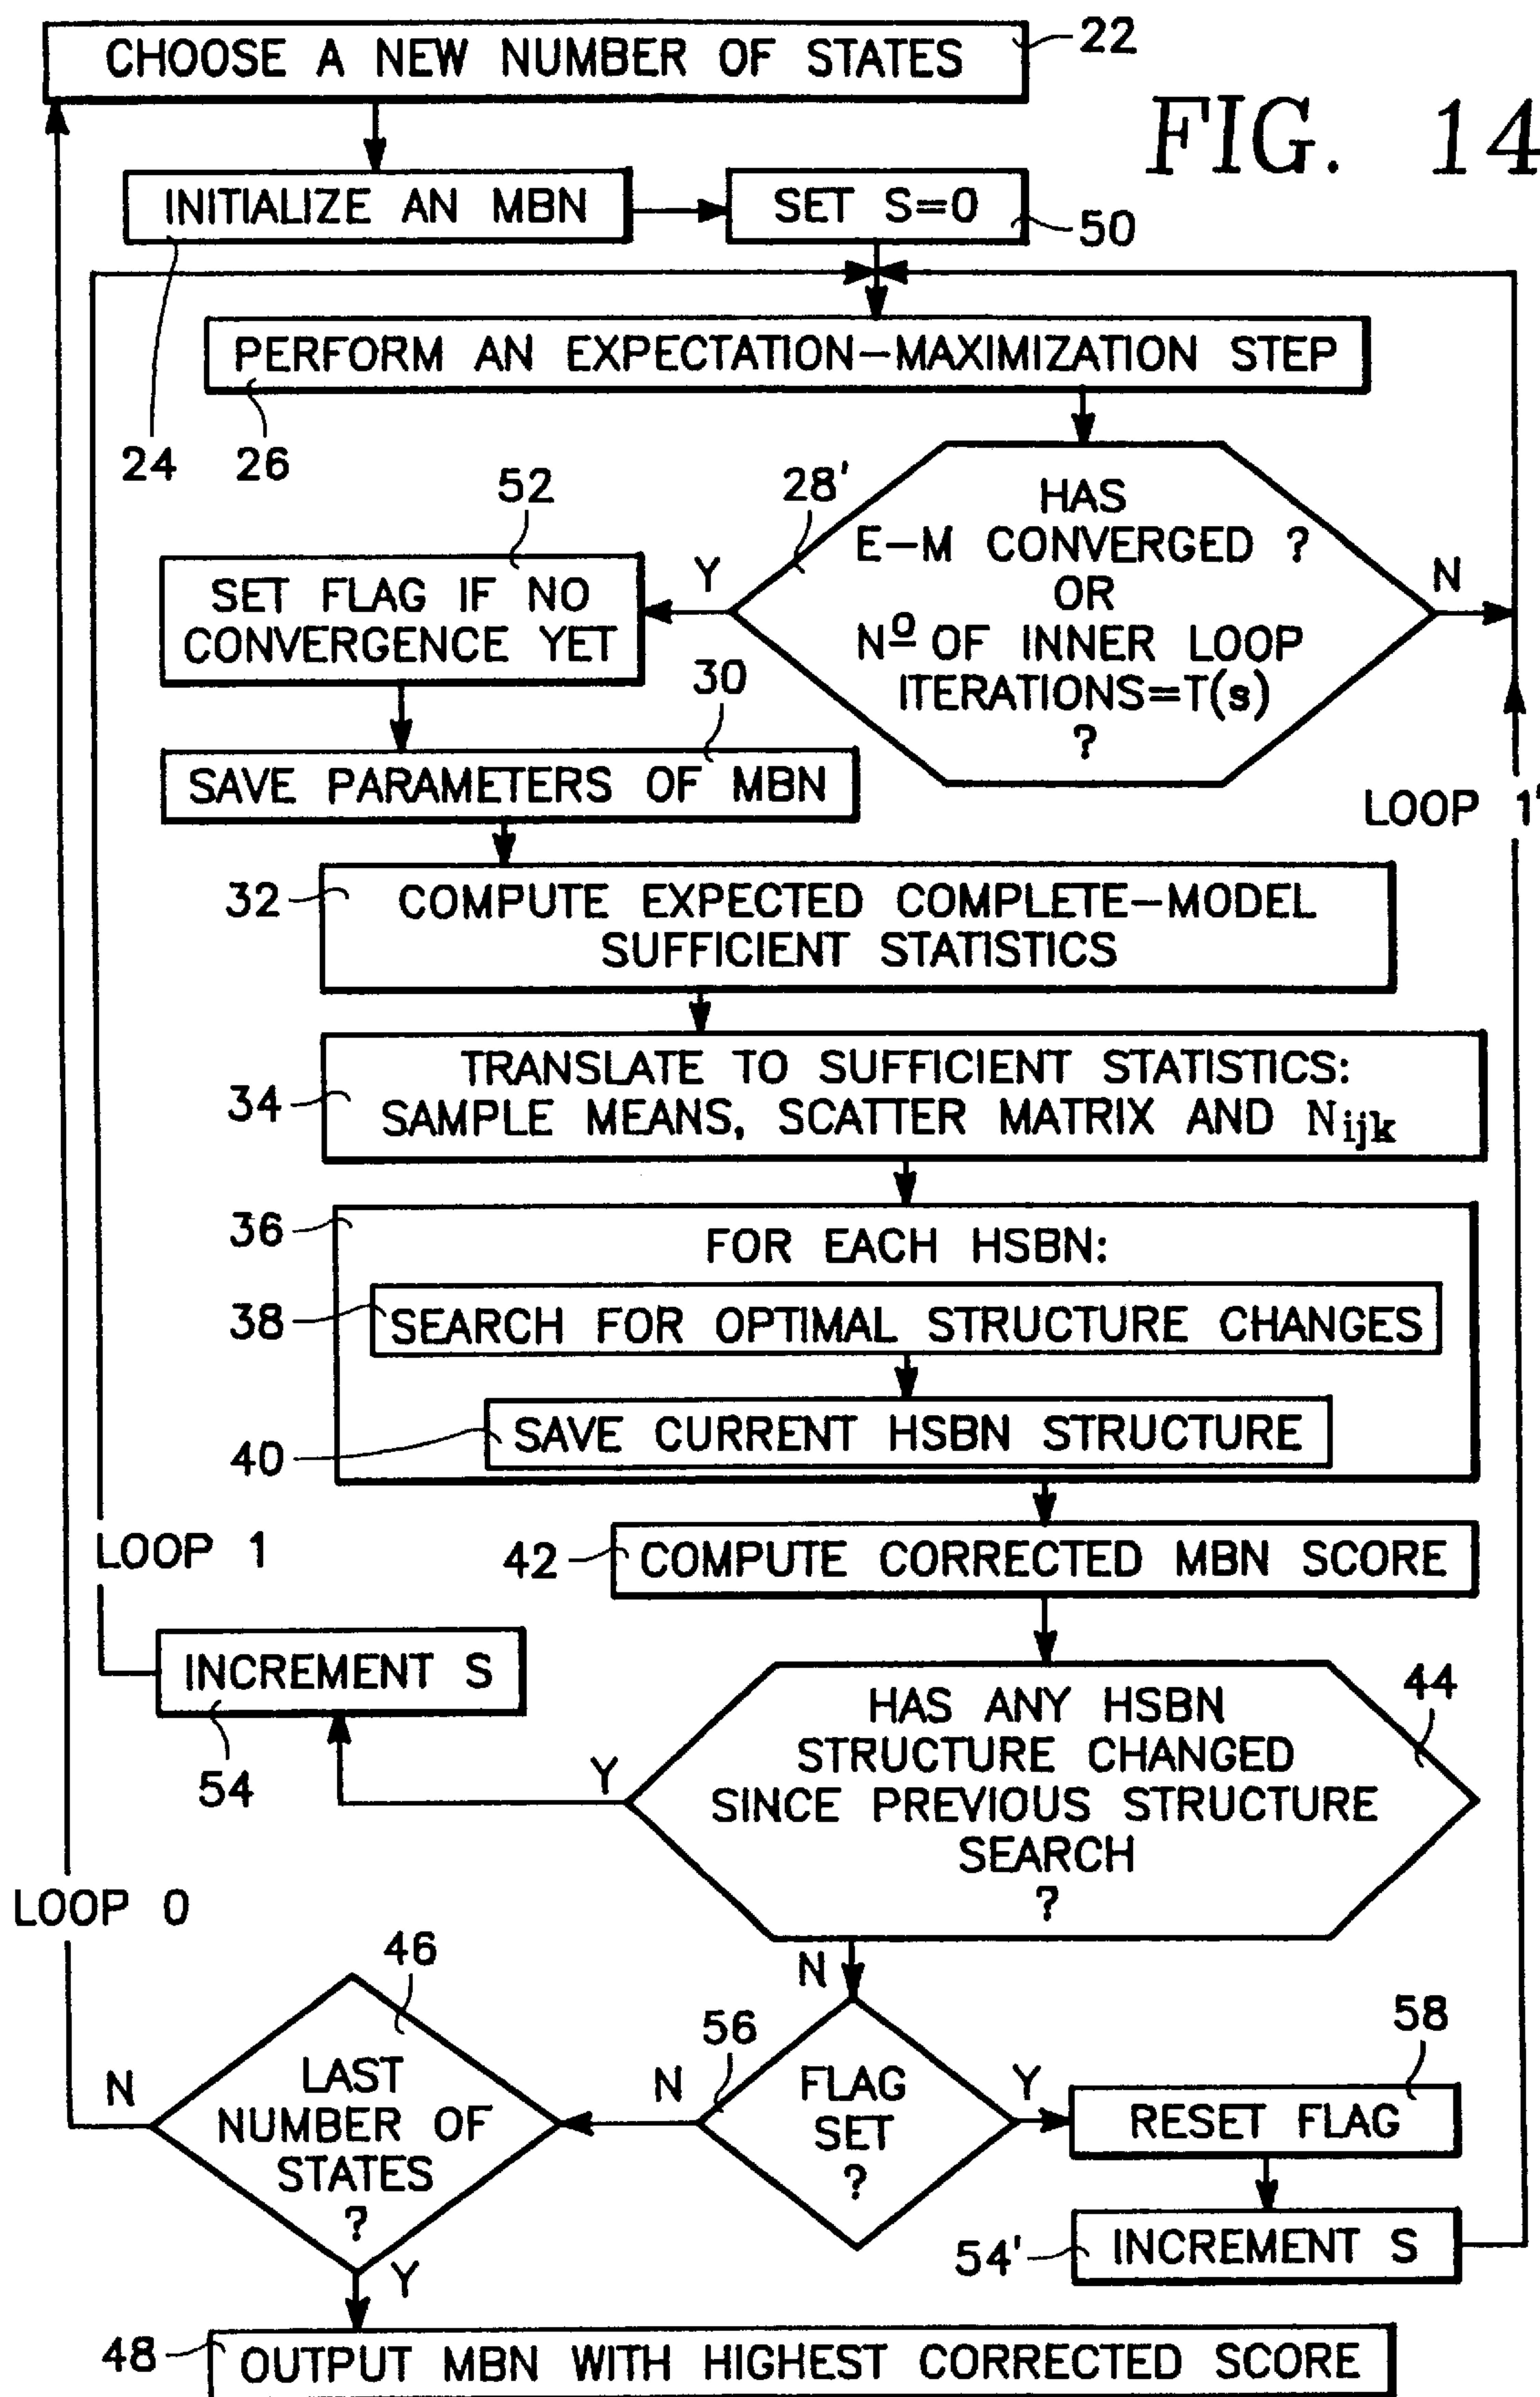 CHOOSE A NEW NUMBER OF STATES
22
FIG. 14
INITIALIZE AN MBN
SET S=0
50
PERFORM AN EXPECTATION-MAXIMIZATION STEP
24
26
52
28'
HAS
E-M CONVERGED ?
OR
Nº OF INNER LOOP
ITERATIONS=T(s)
?
Y
N
SET FLAG IF NO
CONVERGENCE YET
30
SAVE PARAMETERS OF MBN
LOOP 1'
32
COMPUTE EXPECTED COMPLETE-MODEL
SUFFICIENT STATISTICS
34
TRANSLATE TO SUFFICIENT STATISTICS:
SAMPLE MEANS, SCATTER MATRIX AND Nijk
36
FOR EACH HSBN:
38
SEARCH FOR OPTIMAL STRUCTURE CHANGES
40
SAVE CURRENT HSBN STRUCTURE
LOOP 1
42
COMPUTE CORRECTED MBN SCORE
INCREMENT S
54
44
HAS ANY HSBN
STRUCTURE CHANGED
SINCE PREVIOUS STRUCTURE
SEARCH
?
Y
N
LOOP 0
46
LAST
NUMBER OF
STATES
?
N
Y
56
FLAG
SET
?
N
Y
58
RESET FLAG
54'
INCREMENT S
48
OUTPUT MBN WITH HIGHEST CORRECTED SCORE